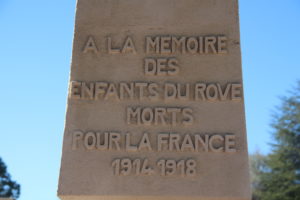 A LA MEMOIRE
DES
ENFANTS DU ROVE
MORTS
POUR LA FRANCE
1914 1918